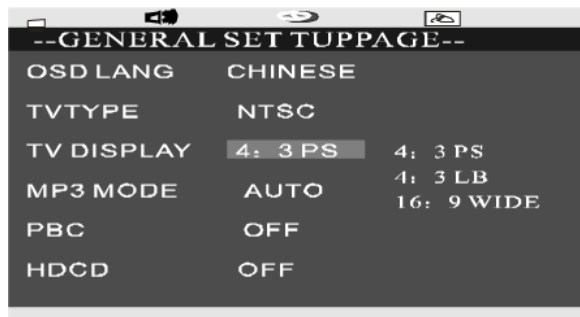 --GENERAL SET TUPPAGE--
OSD LANG CHINESE
TVTYPE NTSC
TV DISPLAY 4: 3 PS 4: 3 PS
4: 3 LB
MP3 MODE AUTO 16: 9 WIDE
PBC OFF
HDCD OFF